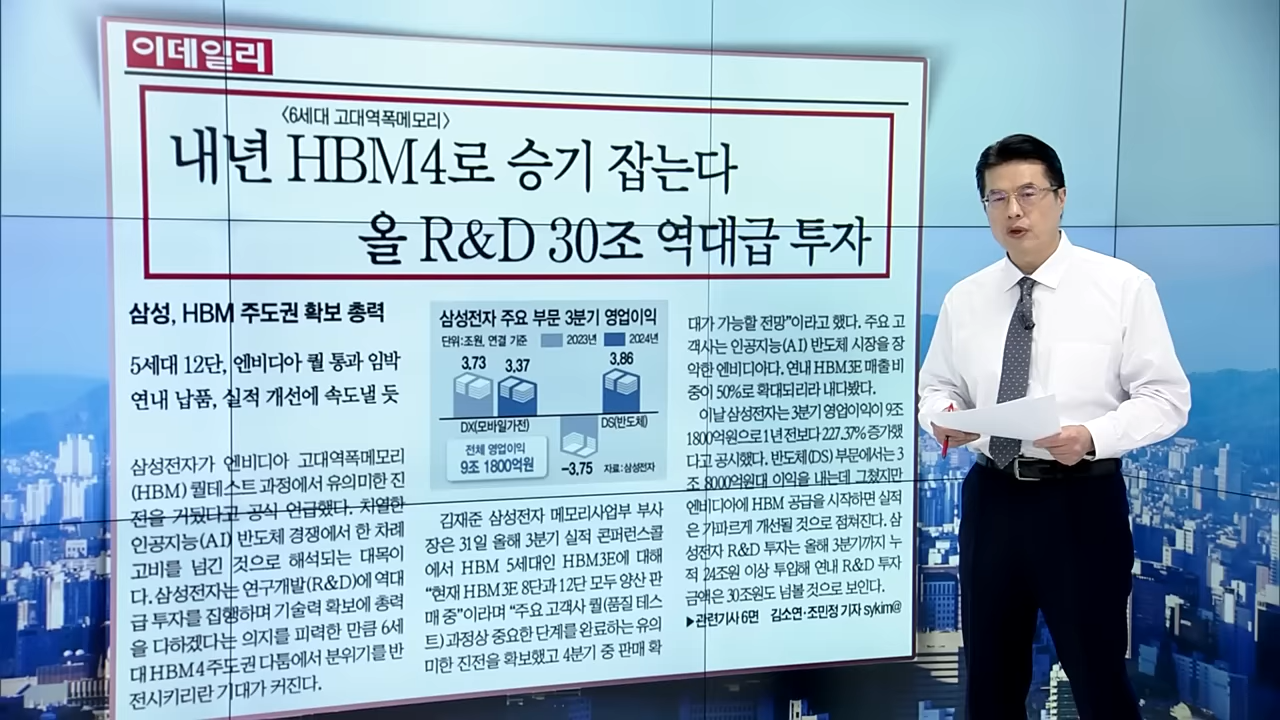 이데일리
〈6세대 고대역폭메모리〉
내년 HBM4로 승기 잡는다
올 R&D 30조 역대급 투자
삼성, HBM 주도권 확보 총력
5세대 12단, 엔비디아 퀄 통과 임박
연내 납품, 실적 개선에 속도낼 듯
삼성전자가 엔비디아 고대역폭메모리
(HBM) 퀄테스트 과정에서 유의미한 진
전을 거뒀다고 공식 언급했다. 치열한
인공지능(AI) 반도체 경쟁에서 한 차례
고비를 넘긴 것으로 해석되는 대목이
다. 삼성전자는 연구개발(R&D)에 역대
급 투자를 집행하며 기술력 확보에 총력
을 다하겠다는 의지를 피력한 만큼 6세
대 HBM4 주도권 다툼에서 분위기를 반
전시키리란 기대가 커진다.
삼성전자 주요 부문 3분기 영업이익
단위:조원, 연결 기준 2023년 2024년
3.73 3.37 3.86
DX(모바일가전) DS(반도체)
전체 영업이익
9조 1800억원
-3.75 자료:삼성전자
김재준 삼성전자 메모리사업부 부사
장은 31일 올해 3분기 실적 콘퍼런스콜
에서 HBM 5세대인 HBM3E에 대해
“현재 HBM3E 8단과 12단 모두 양산 판
매 중”이라며 “주요 고객사 퀄(품질 테스
트) 과정상 중요한 단계를 완료하는 유의
미한 진전을 확보했고 4분기 중 판매 확
대가 가능할 전망”이라고 했다. 주요 고
객사는 인공지능(AI) 반도체 시장을 장
악한 엔비디아다. 연내 HBM3E 매출 비
중이 50%로 확대되리라 내다봤다.
이날 삼성전자는 3분기 영업이익이 9조
1800억원으로 1년 전보다 227.37% 증가했
다고 공시했다. 반도체(DS) 부문에서는 3
조 8000억원대 이익을 내는데 그쳤지만
엔비디아에 HBM 공급을 시작하면 실적
은 가파르게 개선될 것으로 점쳐진다. 삼
성전자 R&D 투자는 올해 3분기까지 누
적 24조원 이상 투입해 연내 R&D 투자
금액은 30조원도 넘볼 것으로 보인다.
▶관련기사 6면 김소연·조민정 기자 sykim@